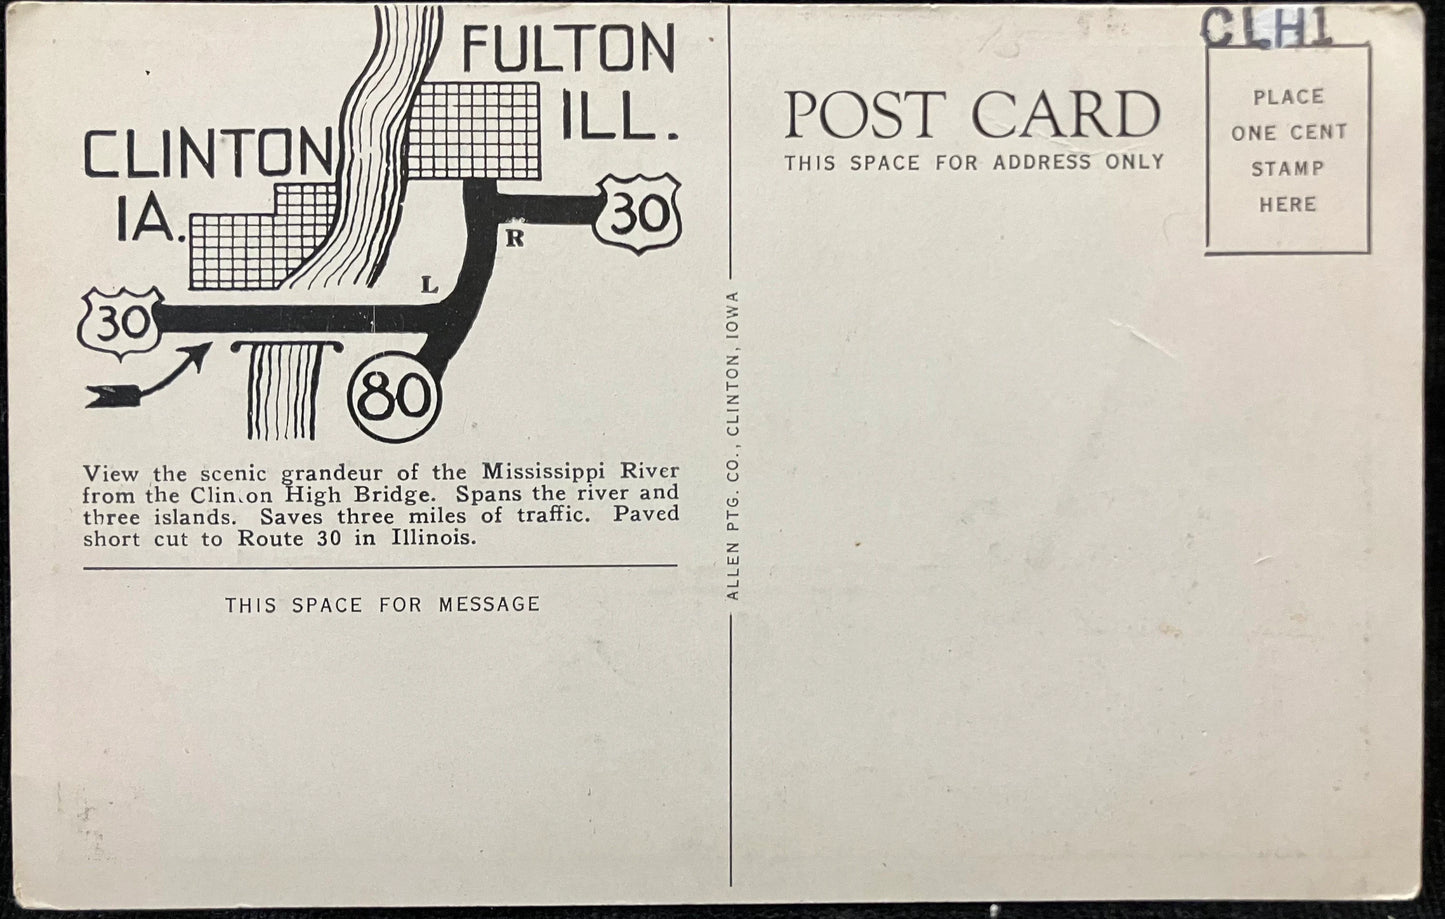 FULTON
ILL.
CLINTON
IA.
30
R
L
30
80
View the scenic grandeur of the Mississippi River
from the Clin.on High Bridge. Spans the river and
three islands. Saves three miles of traffic. Paved
short cut to Route 30 in Illinois.
THIS SPACE FOR MESSAGE
ALLEN PTG. CO., CLINTON, IOWA
POST CARD
THIS SPACE FOR ADDRESS ONLY
CLH1
PLACE
ONE CENT
STAMP
HERE